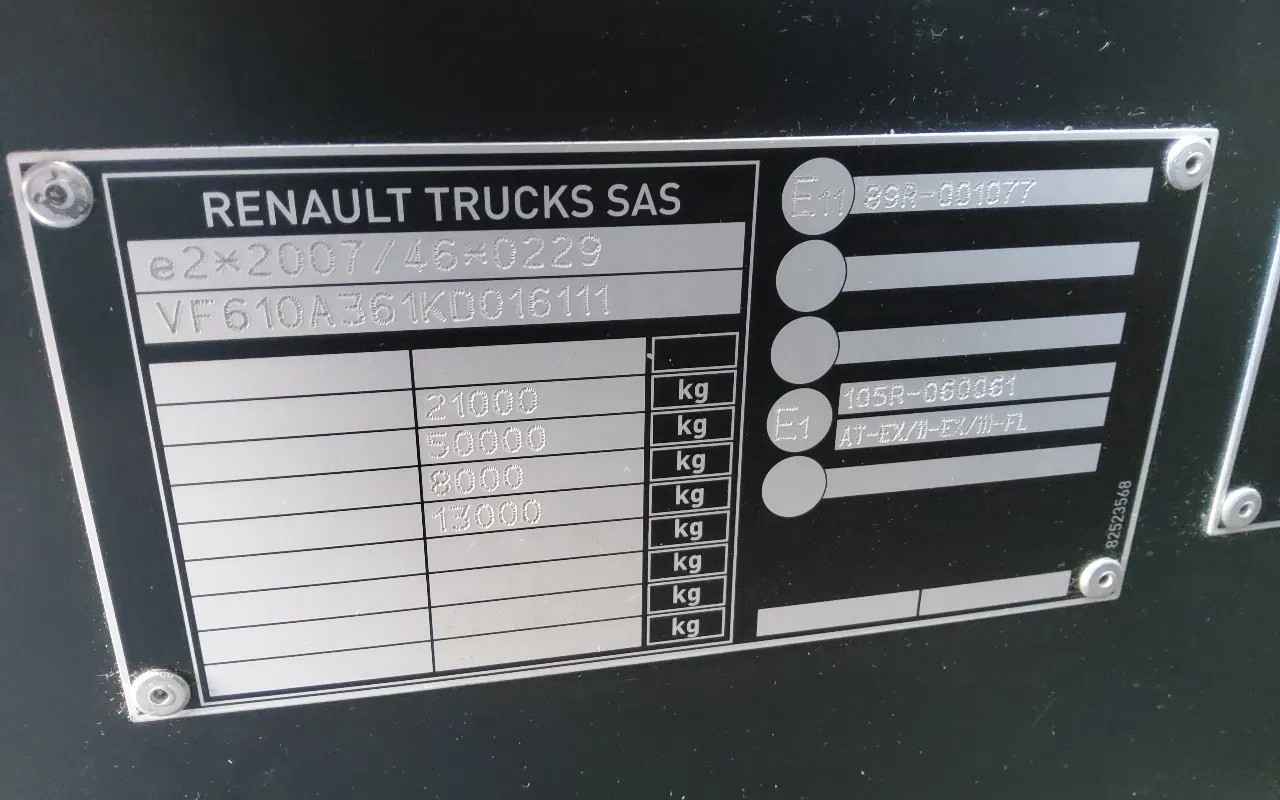 RENAULT TRUCKS SAS
e2*2007/46*0229
VF610A361KD016111
21000 kg
50000 kg
8000 kg
13000 kg
kg
kg
kg
kg
E11 89R-001077
E1 105R-060061
AT-EX/II-EX/III-FL
82523568